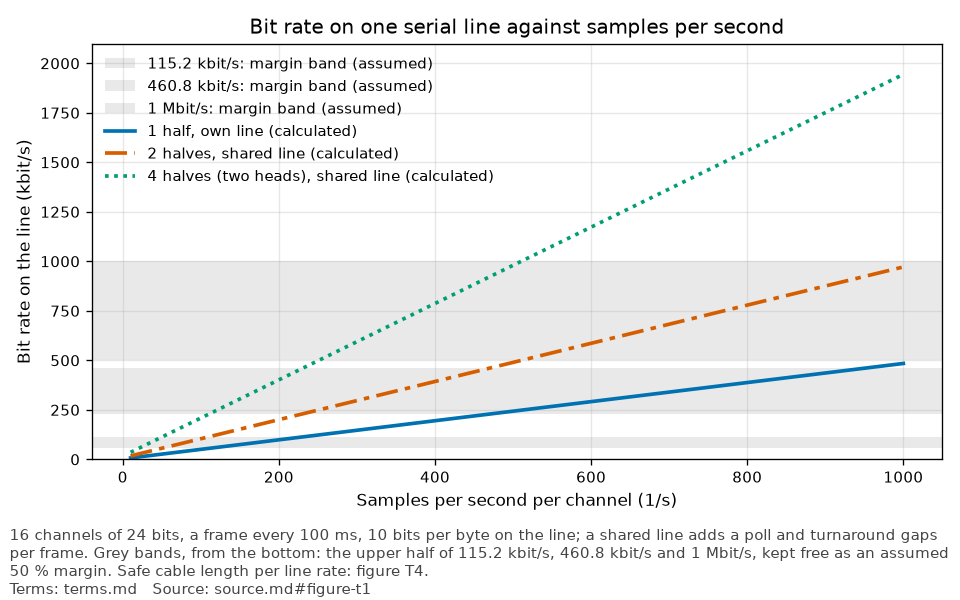 Bit rate on one serial line against samples per second
Bit rate on the line (kbit/s)
2000
1750
1500
1250
1000
750
500
250
0
115.2 kbit/s: margin band (assumed)
460.8 kbit/s: margin band (assumed)
1 Mbit/s: margin band (assumed)
1 half, own line (calculated)
2 halves, shared line (calculated)
4 halves (two heads), shared line (calculated)
0 200 400 600 800 1000
Samples per second per channel (1/s)
16 channels of 24 bits, a frame every 100 ms, 10 bits per byte on the line; a shared line adds a poll and turnaround gaps
per frame. Grey bands, from the bottom: the upper half of 115.2 kbit/s, 460.8 kbit/s and 1 Mbit/s, kept free as an assumed
50 % margin. Safe cable length per line rate: figure T4.
Terms: terms.md Source: source.md#figure-t1